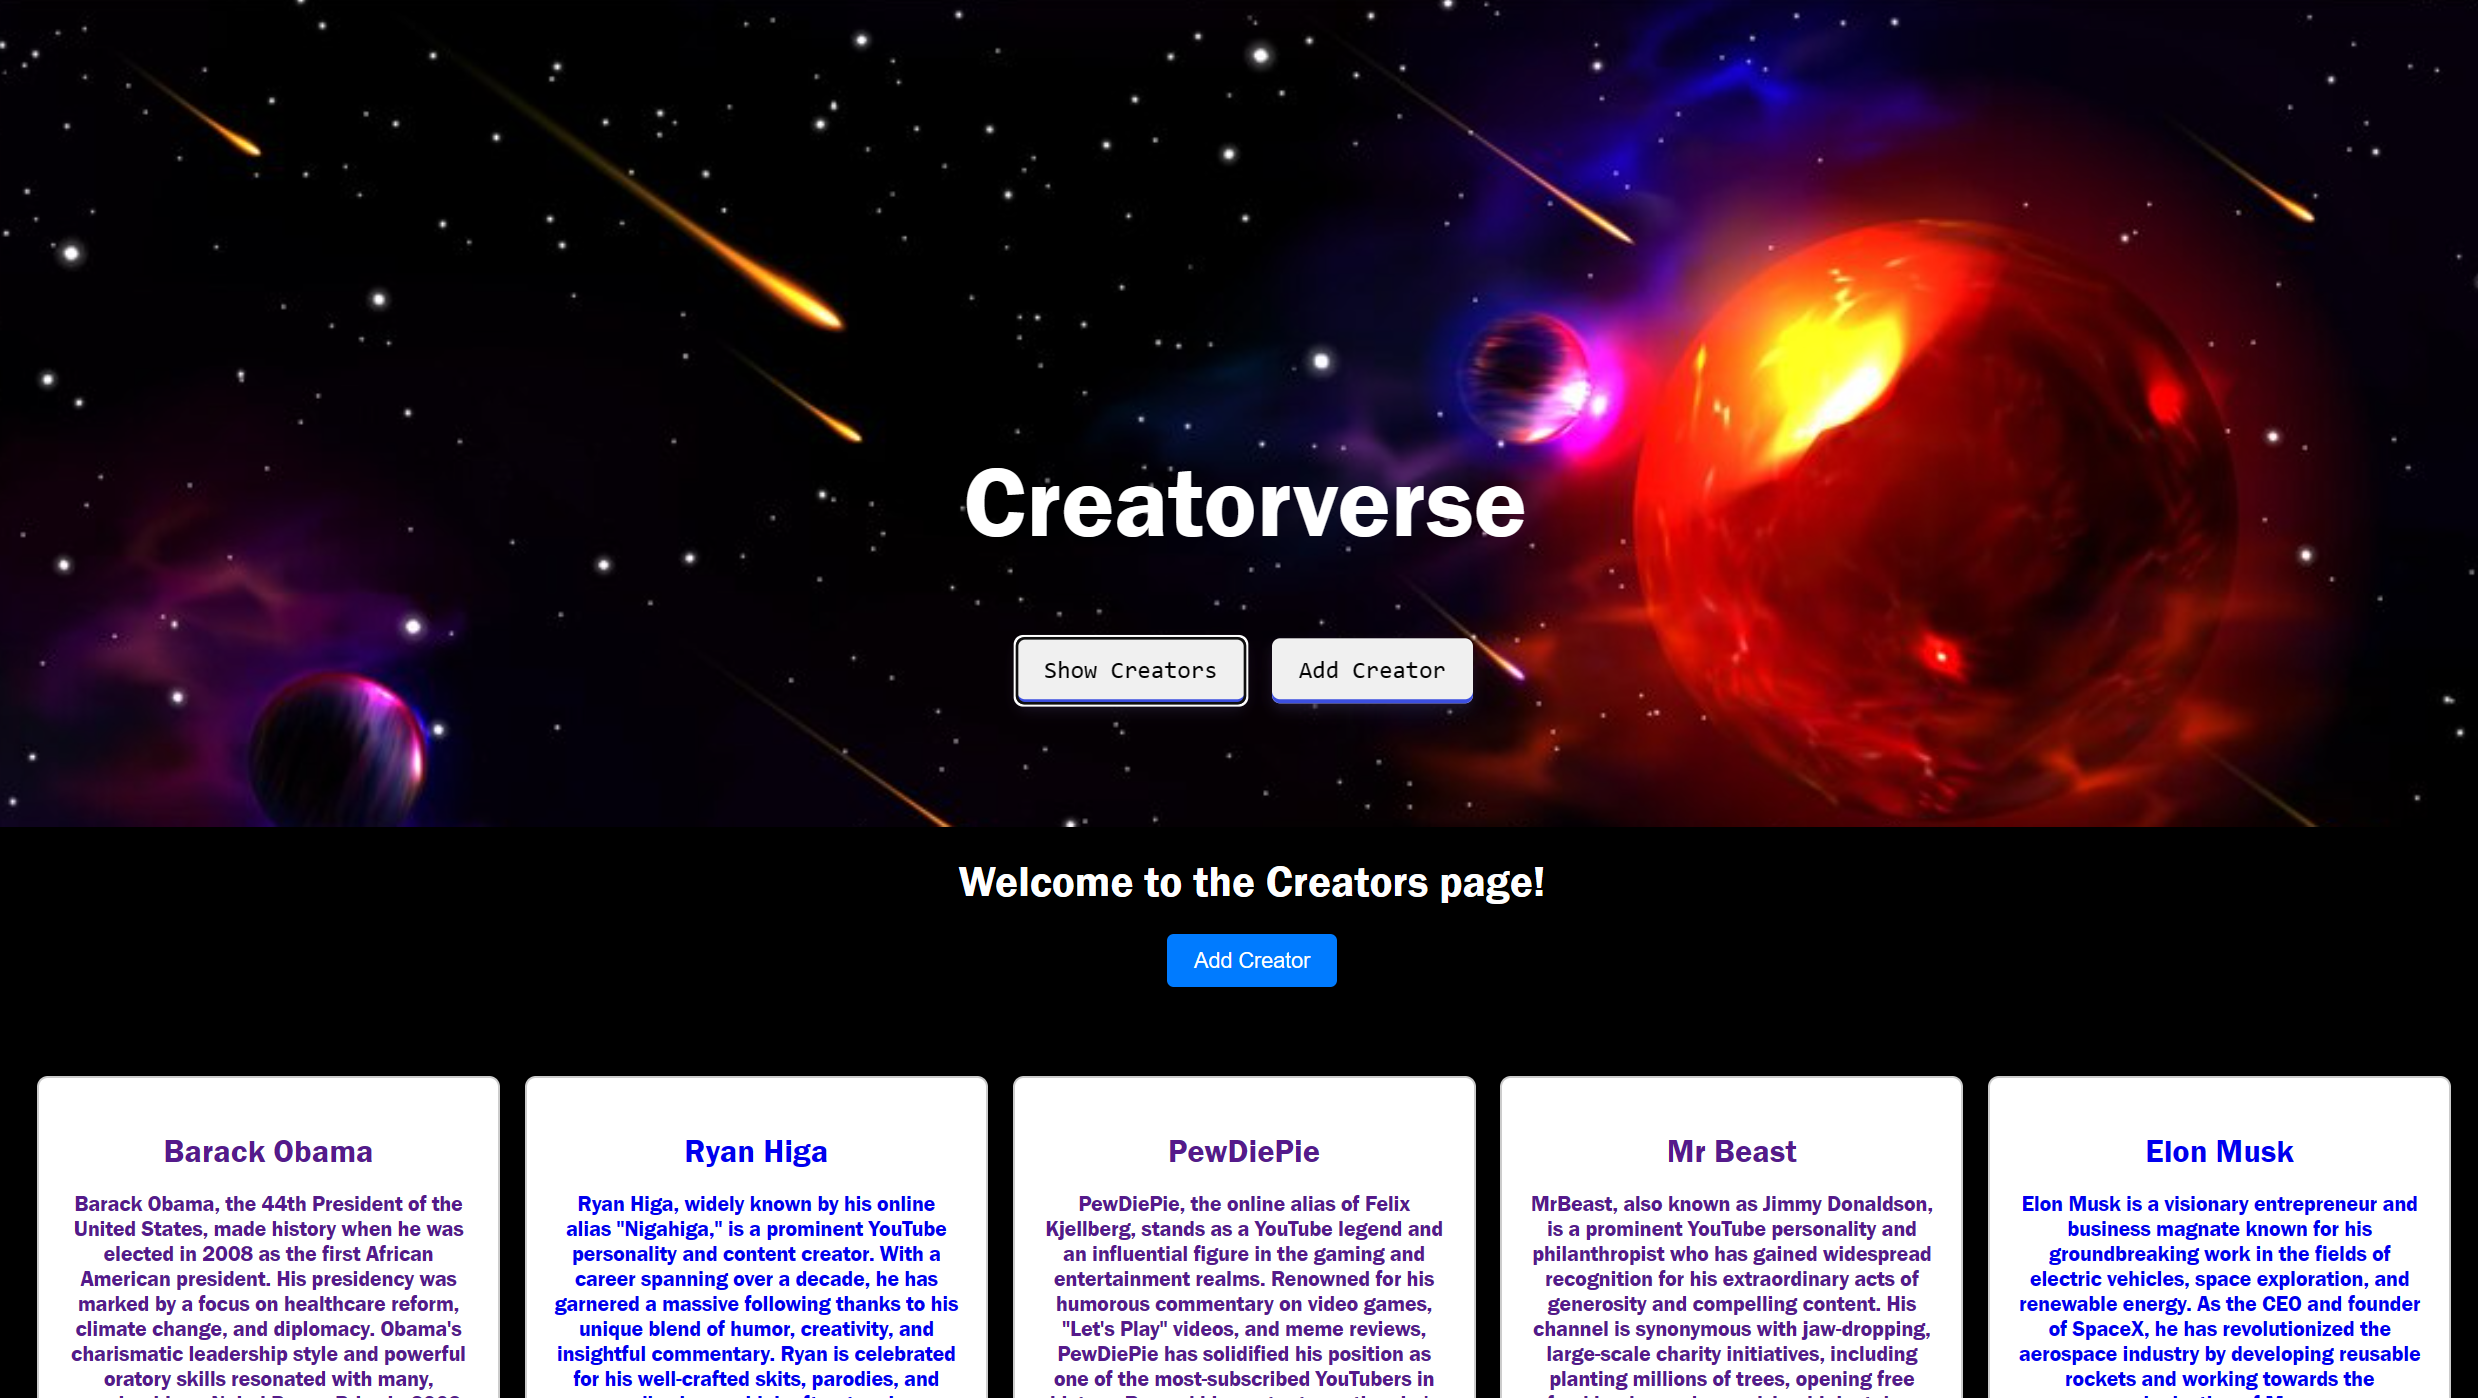 Creatorverse
Show Creators
Add Creator
Welcome to the Creators page!
Add Creator
Barack Obama
Barack Obama, the 44th President of the
United States, made history when he was
elected in 2008 as the first African
American president. His presidency was
marked by a focus on healthcare reform,
climate change, and diplomacy. Obama's
charismatic leadership style and powerful
oratory skills resonated with many,
Ryan Higa
Ryan Higa, widely known by his online
alias "Nigahiga," is a prominent YouTube
personality and content creator. With a
career spanning over a decade, he has
garnered a massive following thanks to his
unique blend of humor, creativity, and
insightful commentary. Ryan is celebrated
for his well-crafted skits, parodies, and
PewDiePie
PewDiePie, the online alias of Felix
Kjellberg, stands as a YouTube legend and
an influential figure in the gaming and
entertainment realms. Renowned for his
humorous commentary on video games,
"Let's Play" videos, and meme reviews,
PewDiePie has solidified his position as
one of the most-subscribed YouTubers in
Mr Beast
MrBeast, also known as Jimmy Donaldson,
is a prominent YouTube personality and
philanthropist who has gained widespread
recognition for his extraordinary acts of
generosity and compelling content. His
channel is synonymous with jaw-dropping,
large-scale charity initiatives, including
planting millions of trees, opening free
Elon Musk
Elon Musk is a visionary entrepreneur and
business magnate known for his
groundbreaking work in the fields of
electric vehicles, space exploration, and
renewable energy. As the CEO and founder
of SpaceX, he has revolutionized the
aerospace industry by developing reusable
rockets and working towards the